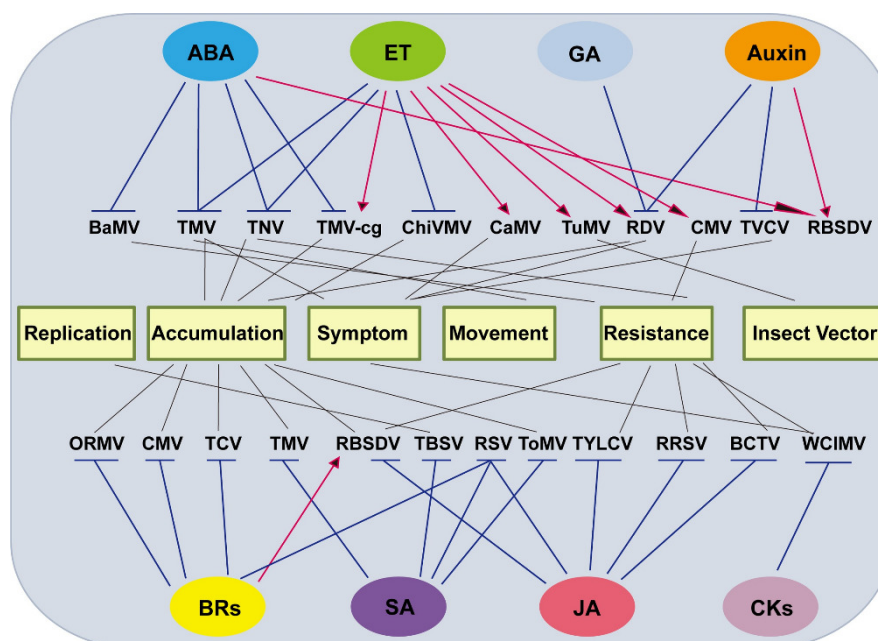 ABA ET GA Auxin
BaMV TMV TNV TMV-cg ChiVMV CaMV TuMV RDV CMV TVCV RBSDV
Replication Accumulation Symptom Movement Resistance Insect Vector
ORMV CMV TCV TMV RBSDV TBSV RSV ToMV TYLCV RRSV BCTV WCIMV
BRs SA JA CKs